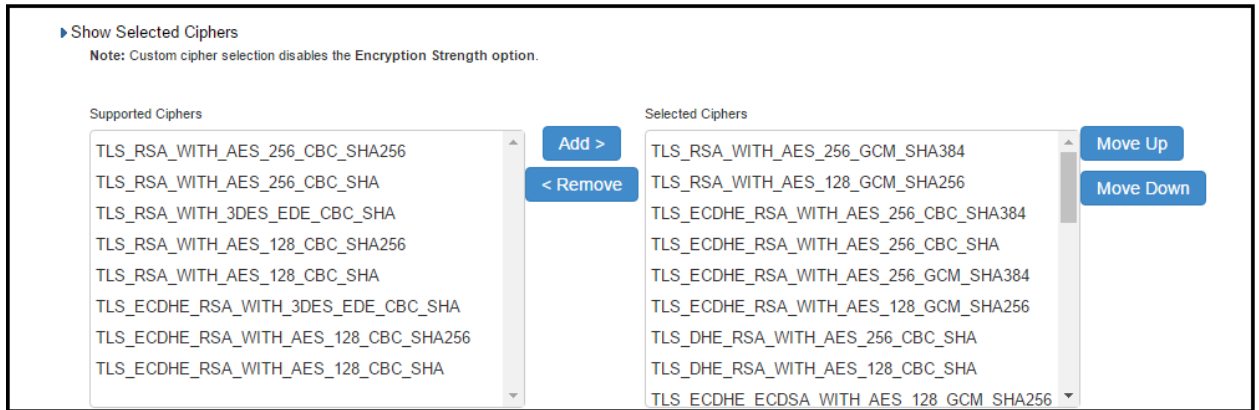 Show Selected Ciphers
Note: Custom cipher selection disables the Encryption Strength option.
Supported Ciphers
TLS_RSA_WITH_AES_256_CBC_SHA256
TLS_RSA_WITH_AES_256_CBC_SHA
TLS_RSA_WITH_3DES_EDE_CBC_SHA
TLS_RSA_WITH_AES_128_CBC_SHA256
TLS_RSA_WITH_AES_128_CBC_SHA
TLS_ECDHE_RSA_WITH_3DES_EDE_CBC_SHA
TLS_ECDHE_RSA_WITH_AES_128_CBC_SHA256
TLS_ECDHE_RSA_WITH_AES_128_CBC_SHA
Add >
< Remove
Selected Ciphers
TLS_RSA_WITH_AES_256_GCM_SHA384
TLS_RSA_WITH_AES_128_GCM_SHA256
TLS_ECDHE_RSA_WITH_AES_256_CBC_SHA384
TLS_ECDHE_RSA_WITH_AES_256_CBC_SHA
TLS_ECDHE_RSA_WITH_AES_256_GCM_SHA384
TLS_ECDHE_RSA_WITH_AES_128_GCM_SHA256
TLS_DHE_RSA_WITH_AES_256_CBC_SHA
TLS_DHE_RSA_WITH_AES_128_CBC_SHA
TLS_ECDHE_ECDSA_WITH_AES_128_GCM_SHA256
Move Up
Move Down